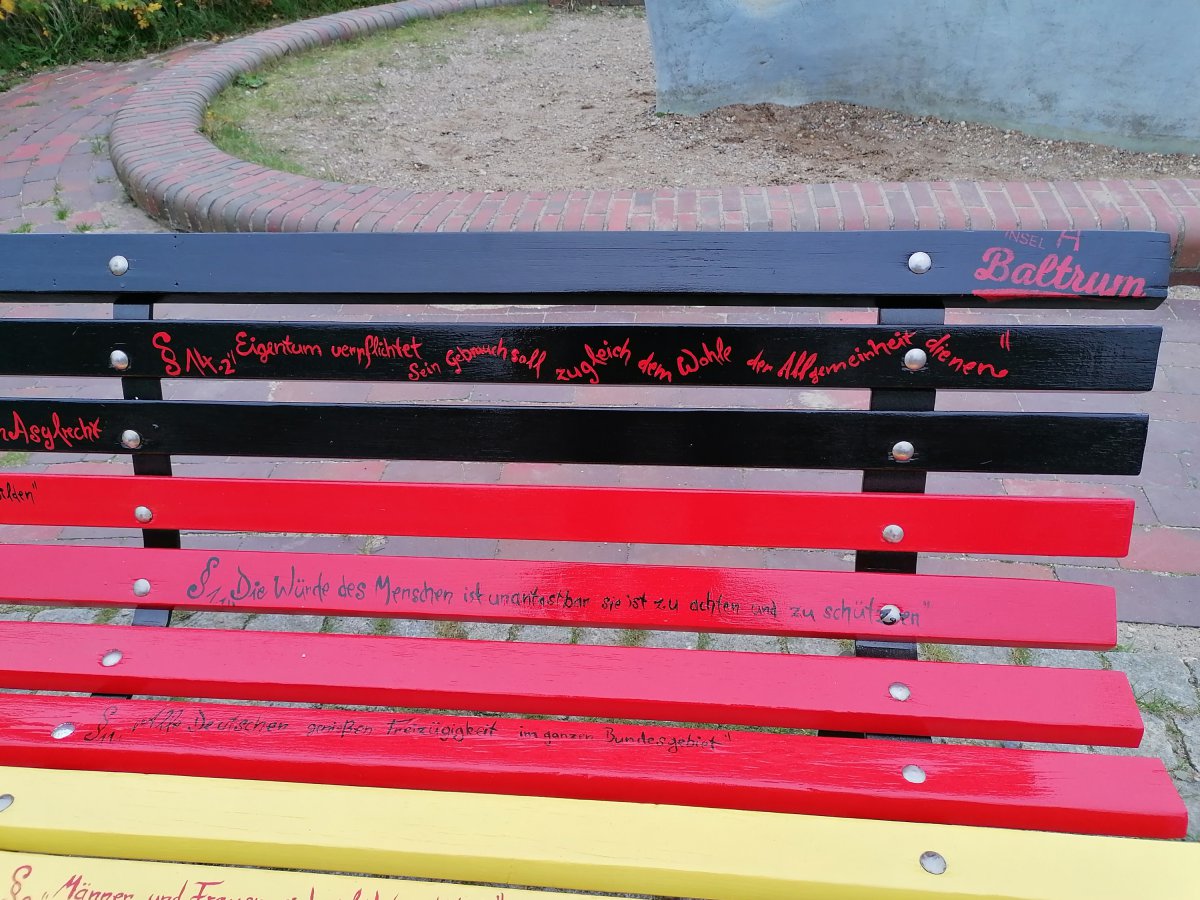 INSEL
Baltrum
§ 14.2 "Eigentum verpflichtet Sein Gebrauch soll zugleich dem Wohle der Allgemeinheit dienen"
Asylrecht
§ 1. "Die Würde des Menschen ist unantastbar sie ist zu achten und zu schützen"
§ 11. "Alle Deutschen genießen Freizügigkeit im ganzen Bundesgebiet"
§ "Männer und Frauen